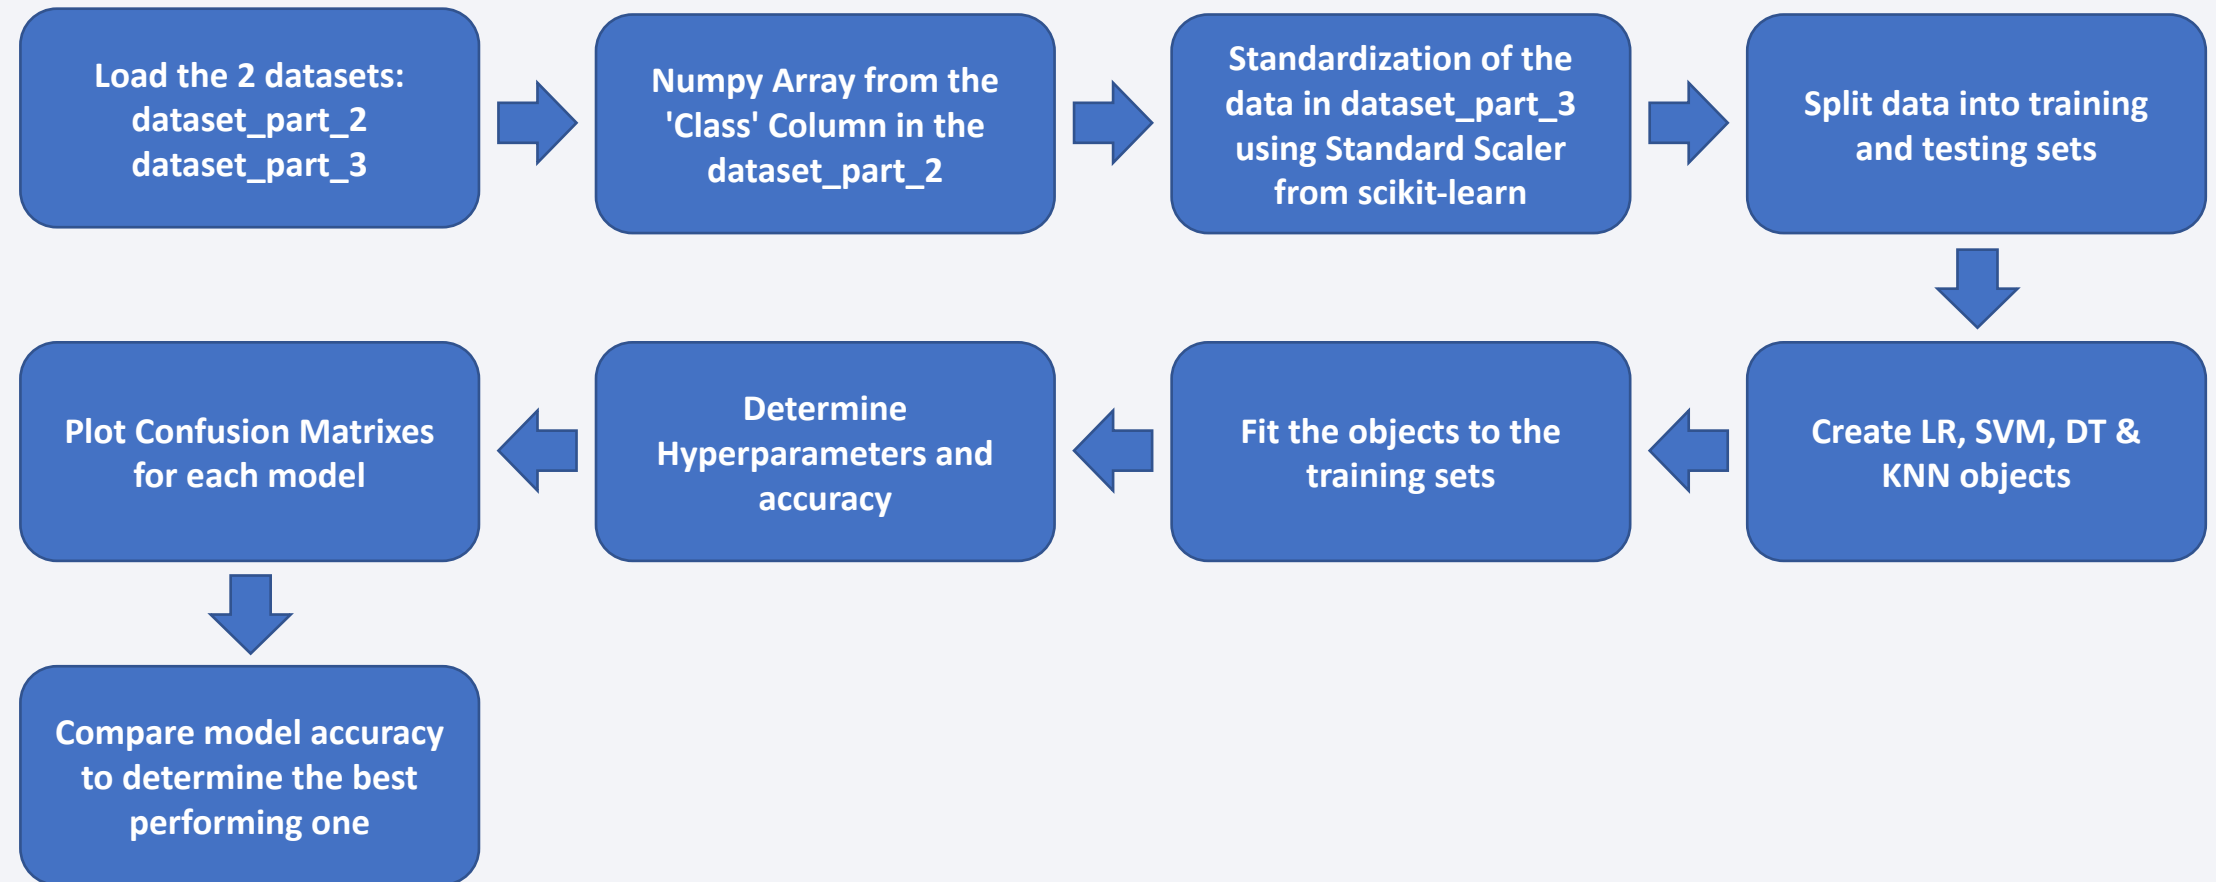 Load the 2 datasets:
dataset_part_2
dataset_part_3
Numpy Array from the
'Class' Column in the
dataset_part_2
Standardization of the
data in dataset_part_3
using Standard Scaler
from scikit-learn
Split data into training
and testing sets
Create LR, SVM, DT &
KNN objects
Fit the objects to the
training sets
Determine
Hyperparameters and
accuracy
Plot Confusion Matrixes
for each model
Compare model accuracy
to determine the best
performing one